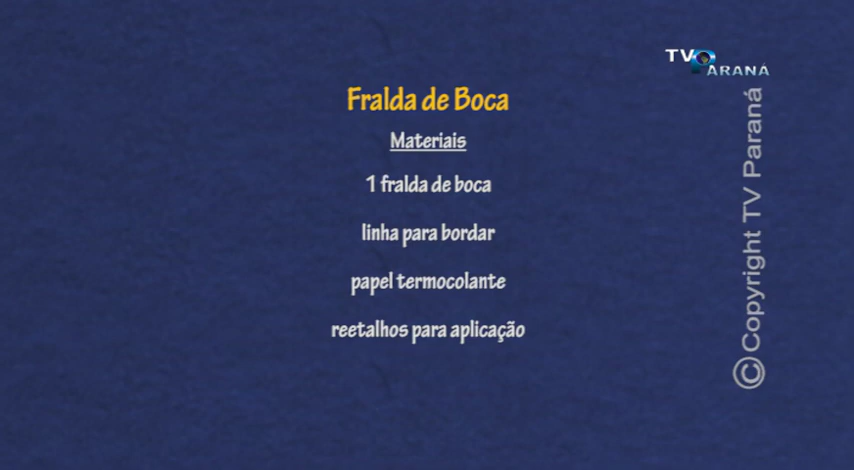 TV PARANÁ
Fralda de Boca
Materiais
1 fralda de boca
linha para bordar
papel termocolante
reetalhos para aplicação
© Copyright TV Paraná